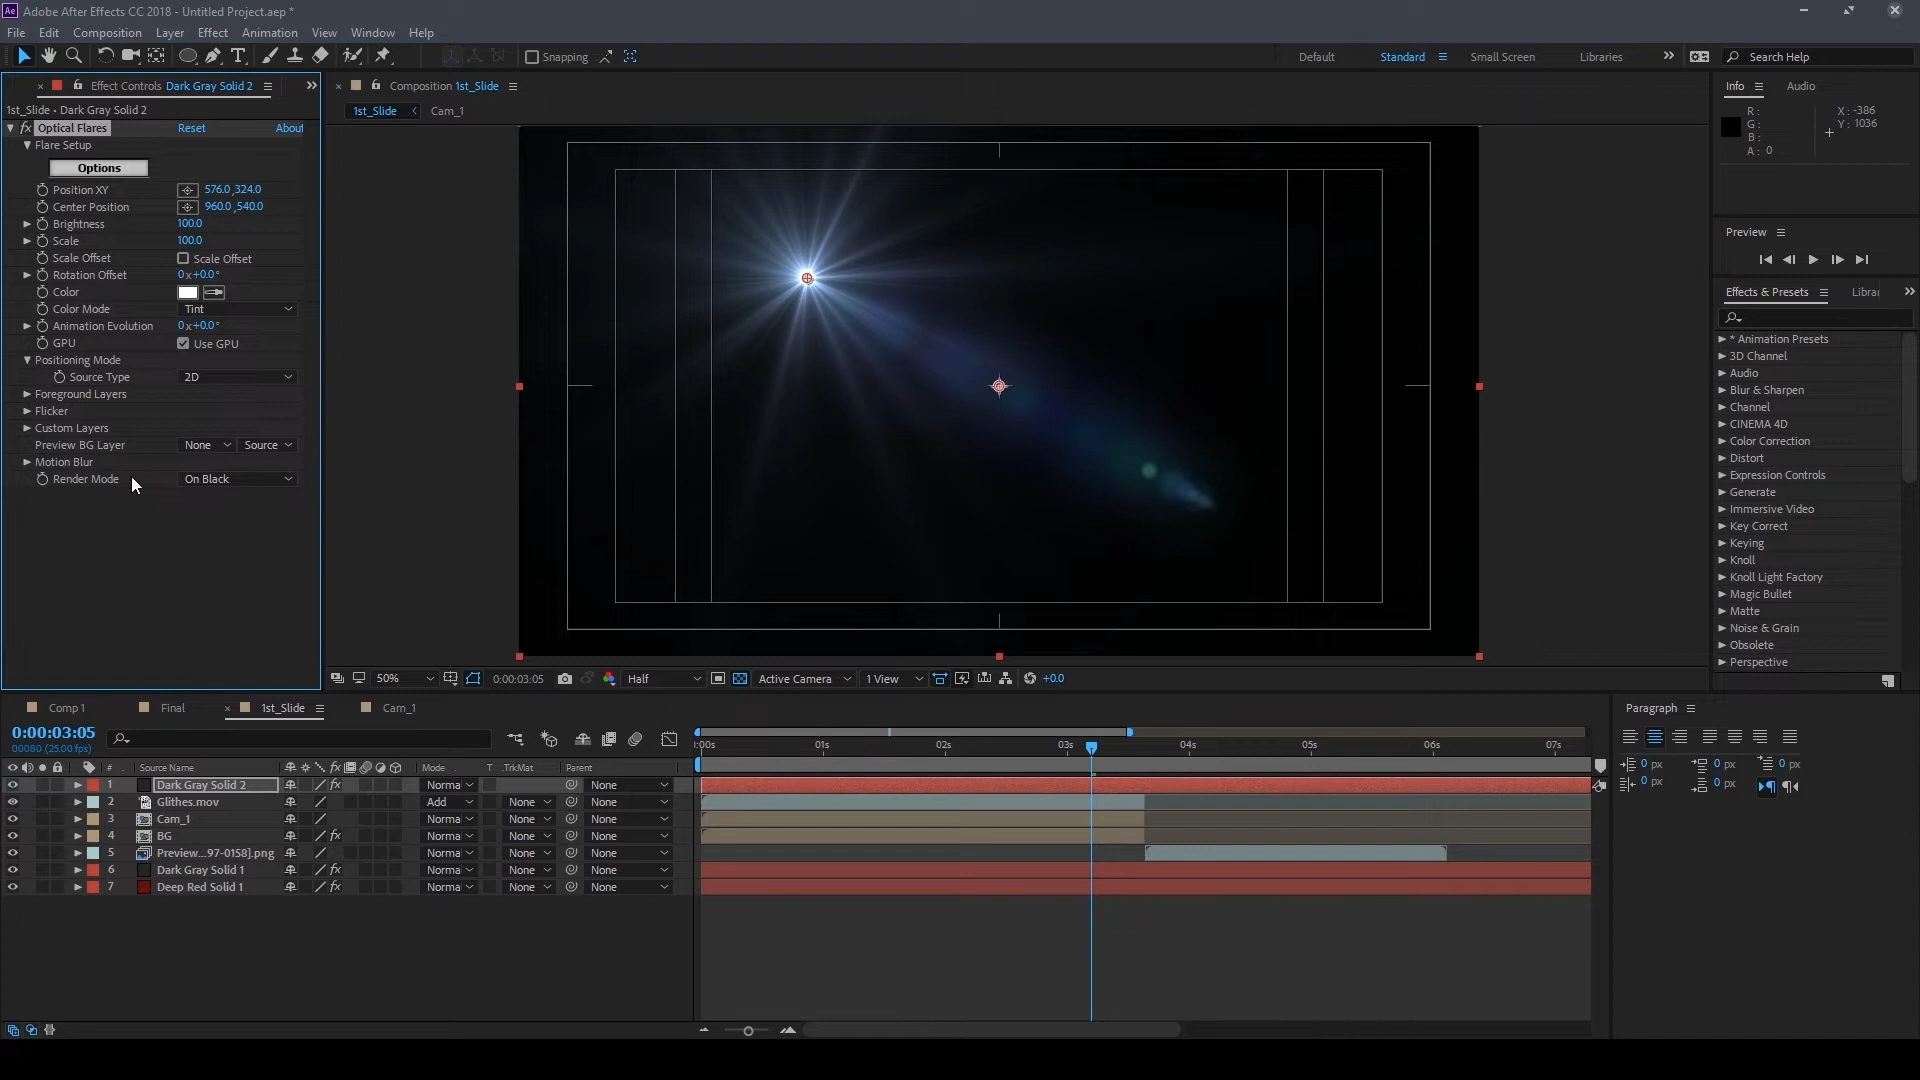 Ae Adobe After Effects CC 2018 - Untitled Project.aep *
File Edit Composition Layer Effect Animation View Window Help
T Snapping Default Standard Small Screen Libraries Search Help
Effect Controls Dark Gray Solid 2
1st_Slide • Dark Gray Solid 2
fx Optical Flares Reset About
Flare Setup
Options
Position XY 576.0,324.0
Center Position 960.0,540.0
Brightness 100.0
Scale 100.0
Scale Offset Scale Offset
Rotation Offset 0x+0.0°
Color
Color Mode Tint
Animation Evolution 0x+0.0°
GPU Use GPU
Positioning Mode
Source Type 2D
Foreground Layers
Flicker
Custom Layers
Preview BG Layer None Source
Motion Blur
Render Mode On Black
Composition 1st_Slide
1st_Slide Cam_1
50% 0:00:03:05 Half Active Camera 1 View +0.0
Info Audio
R: X: -386
G: Y: 1036
B:
A: 0
Preview
Effects & Presets Librar
* Animation Presets
3D Channel
Audio
Blur & Sharpen
Channel
CINEMA 4D
Color Correction
Distort
Expression Controls
Generate
Immersive Video
Key Correct
Keying
Knoll
Knoll Light Factory
Magic Bullet
Matte
Noise & Grain
Obsolete
Perspective
Comp 1 Final 1st_Slide Cam_1
0:00:03:05
00080 (25.00 fps)
# Source Name fx Mode T .TrkMat Parent
1 Dark Gray Solid 2 fx Norma None
2 Glithes.mov Add None None
3 Cam_1 Norma None None
4 BG fx Norma None None
5 Preview...97-0158].png Norma None None
6 Dark Gray Solid 1 fx Norma None None
7 Deep Red Solid 1 fx Norma None None
:00s 01s 02s 03s 04s 05s 06s 07s
Paragraph
0 px 0 px 0 px
0 px 0 px